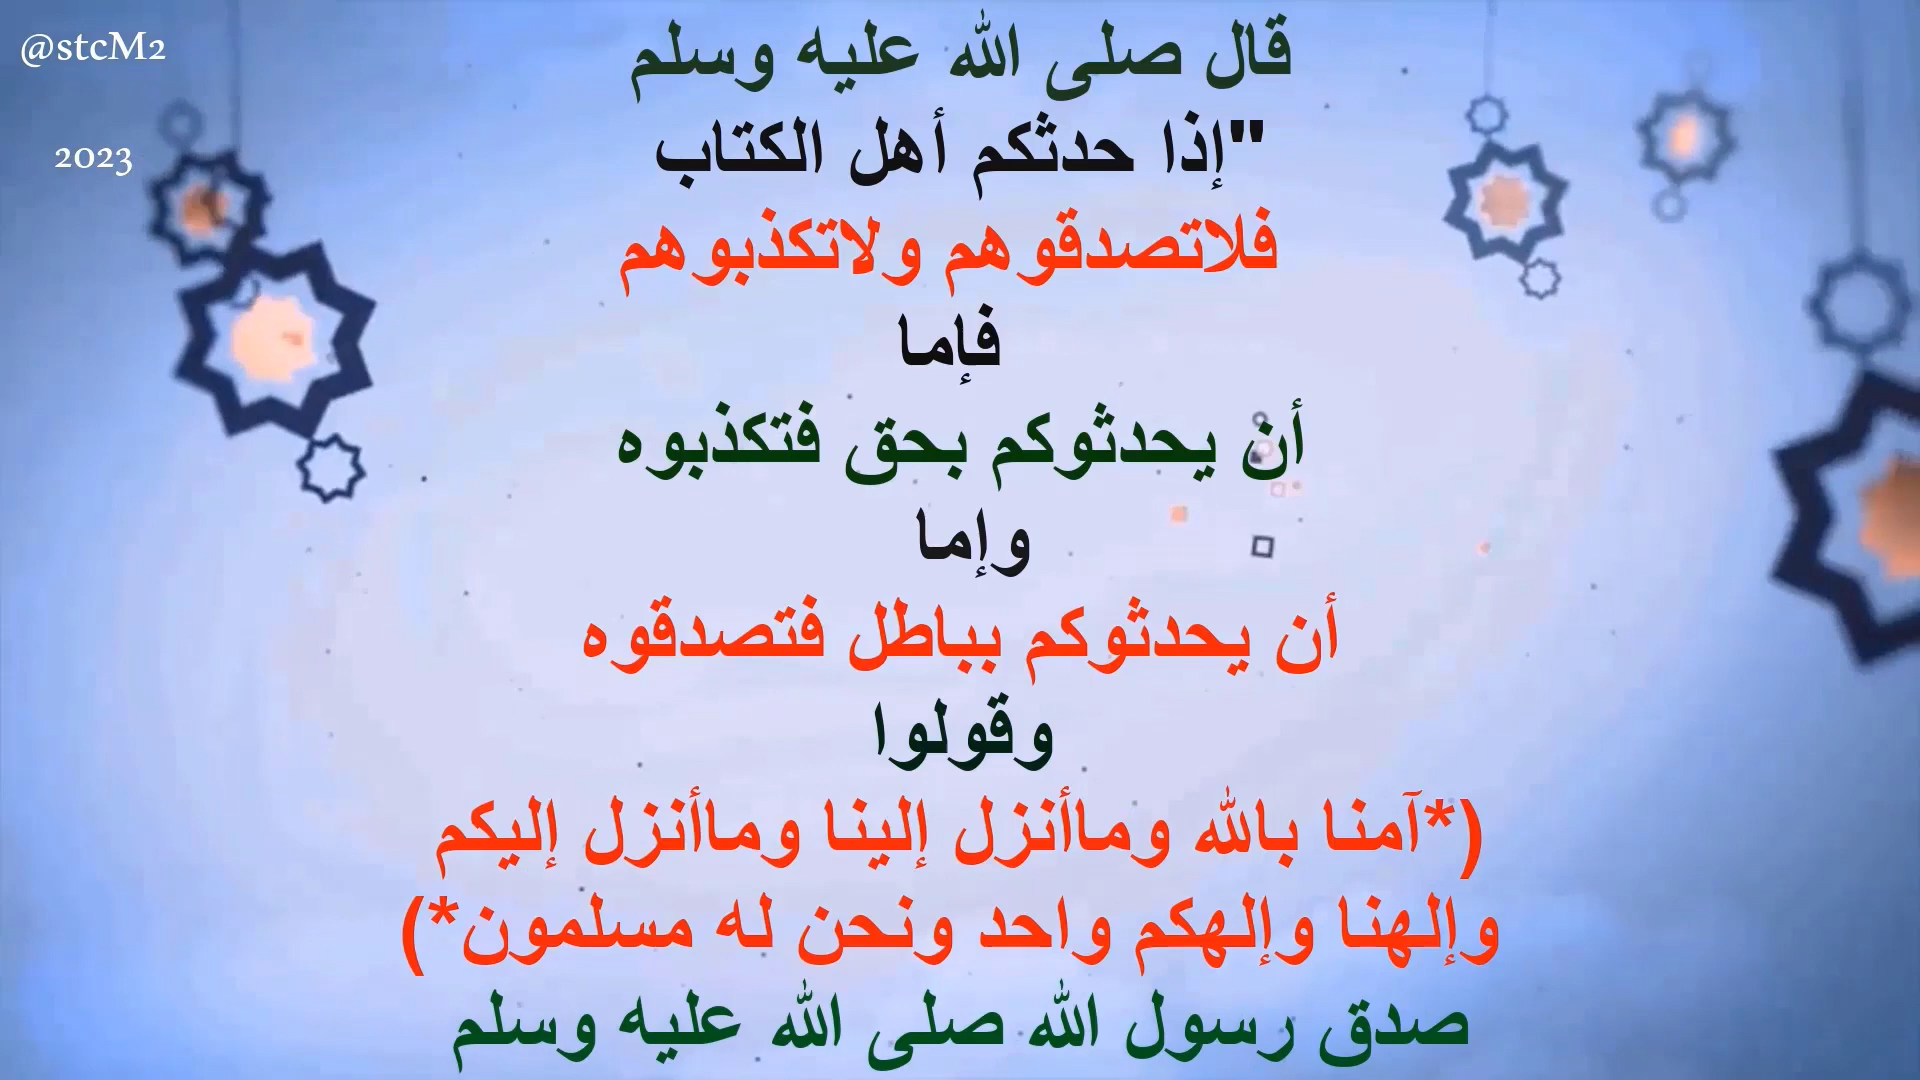 @stcM2
2023
قال صلى الله عليه وسلم
"إذا حدثكم أهل الكتاب
فلاتصدقوهم ولاتكذبوهم
فإما
أن يحدثوكم بحق فتكذبوه
وإما
أن يحدثوكم بباطل فتصدقوه
وقولوا
(*آمنا بالله وماأنزل إلينا وماأنزل إليكم
وإلهنا وإلهكم واحد ونحن له مسلمون*)
صدق رسول الله صلى الله عليه وسلم